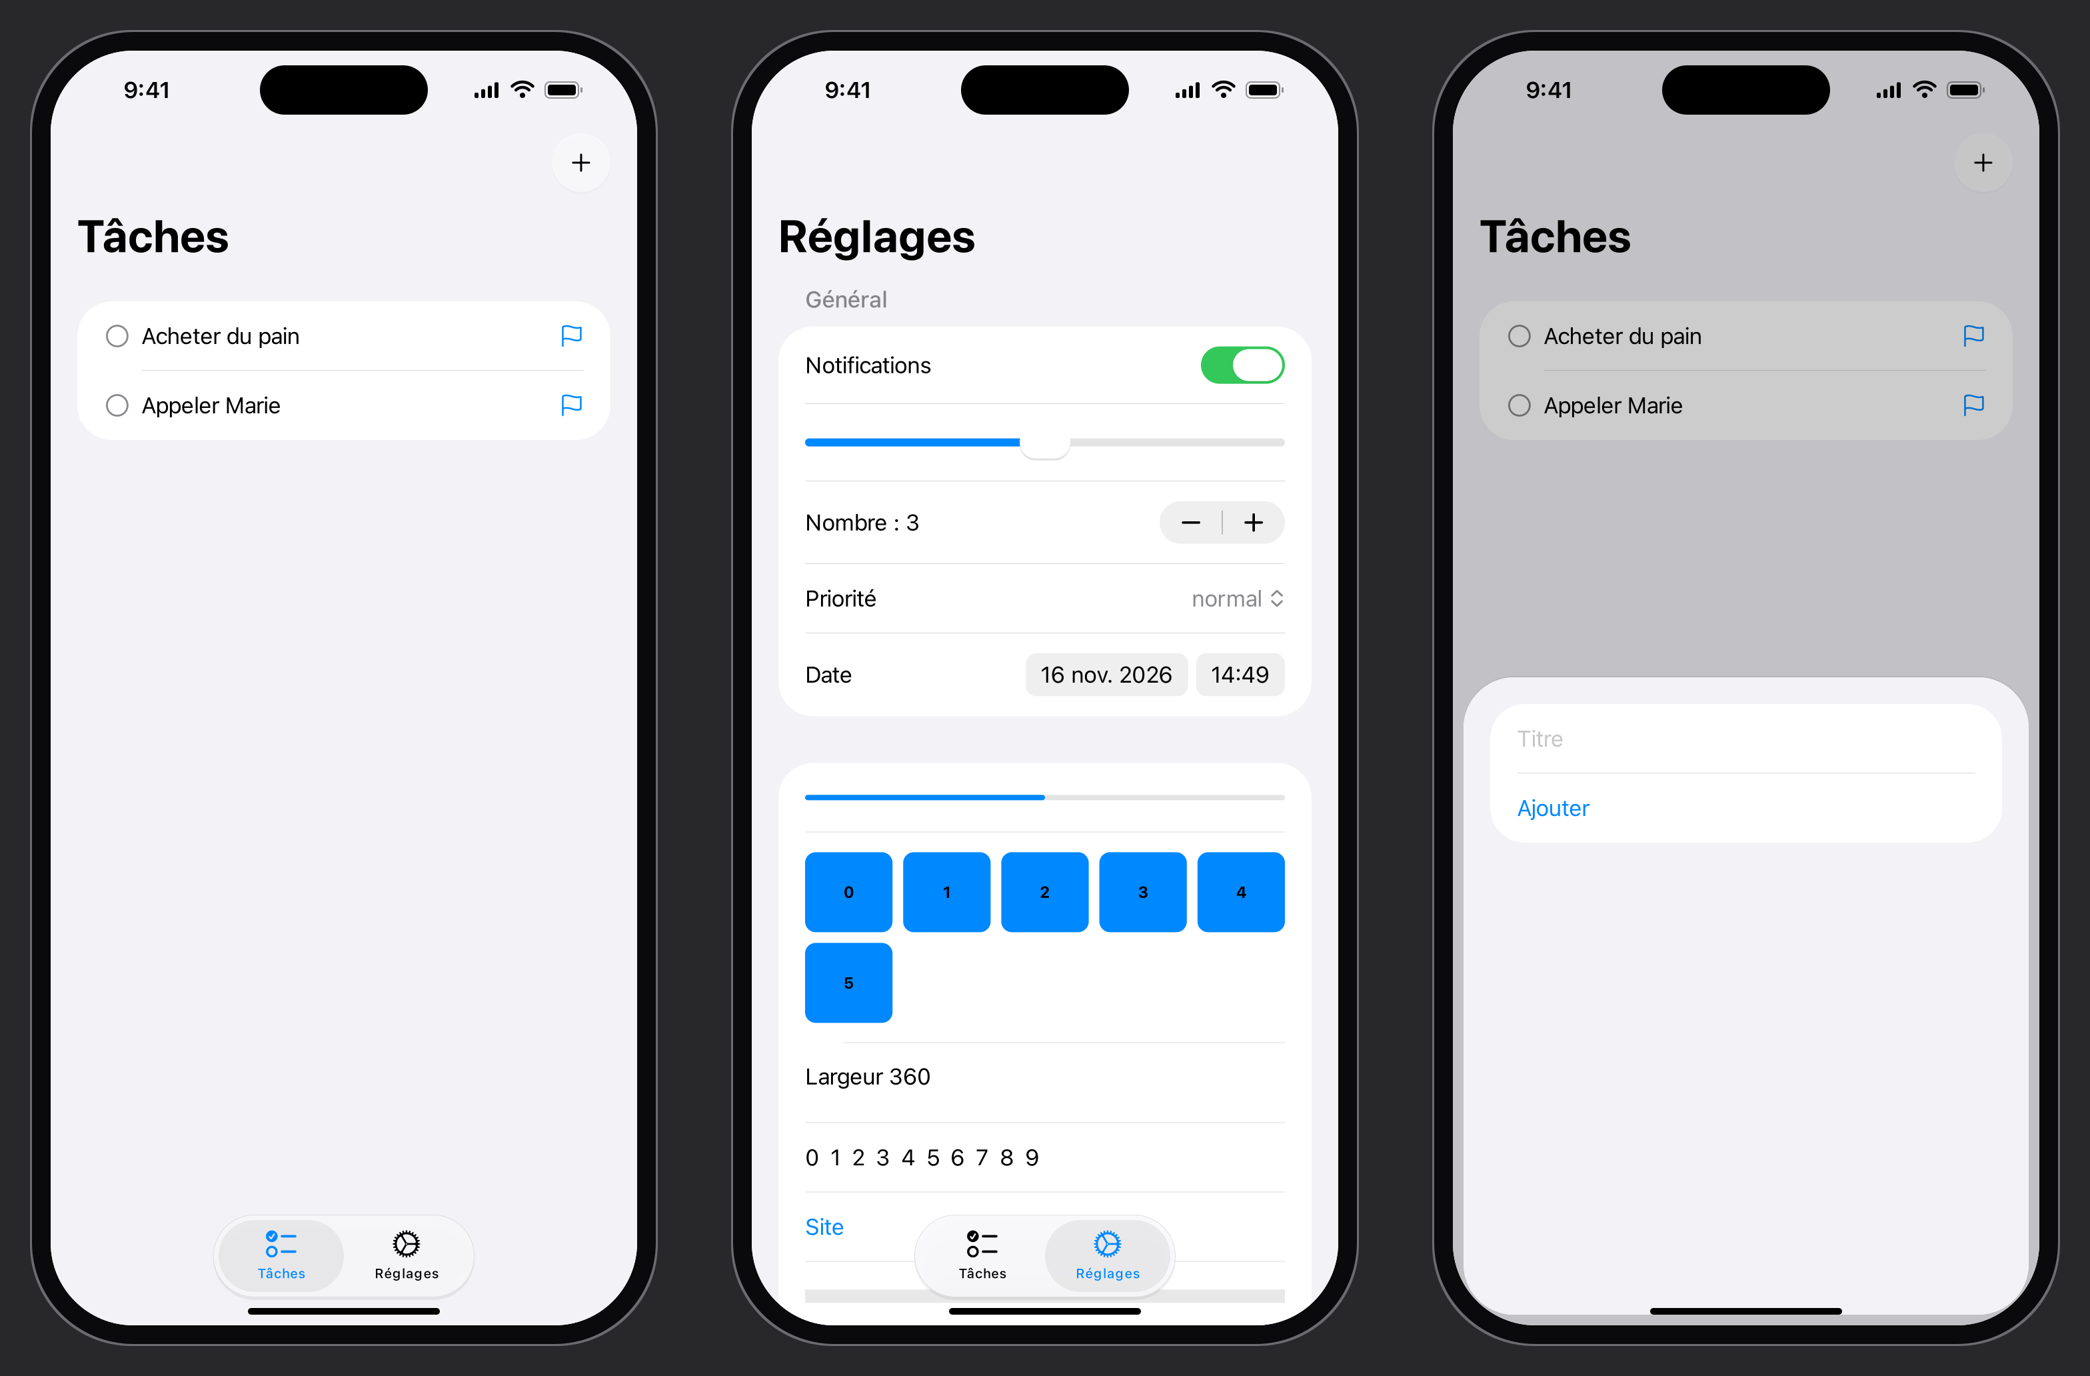 9:41
Tâches
Acheter du pain
Appeler Marie
Tâches
Réglages
9:41
Réglages
Général
Notifications
Nombre : 3
Priorité
normal
Date
16 nov. 2026
14:49
0
1
2
3
4
5
Largeur 360
0 1 2 3 4 5 6 7 8 9
Site
Tâches
Réglages
9:41
Tâches
Acheter du pain
Appeler Marie
Titre
Ajouter